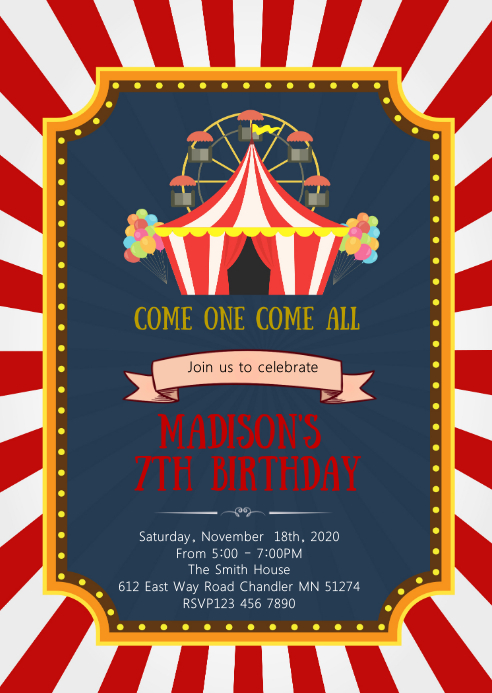 COME ONE COME ALL
Join us to celebrate
MADISON'S
7TH BIRTHDAY
Saturday, November 18th, 2020
From 5:00 - 7:00PM
The Smith House
612 East Way Road Chandler MN 51274
RSVP123 456 7890